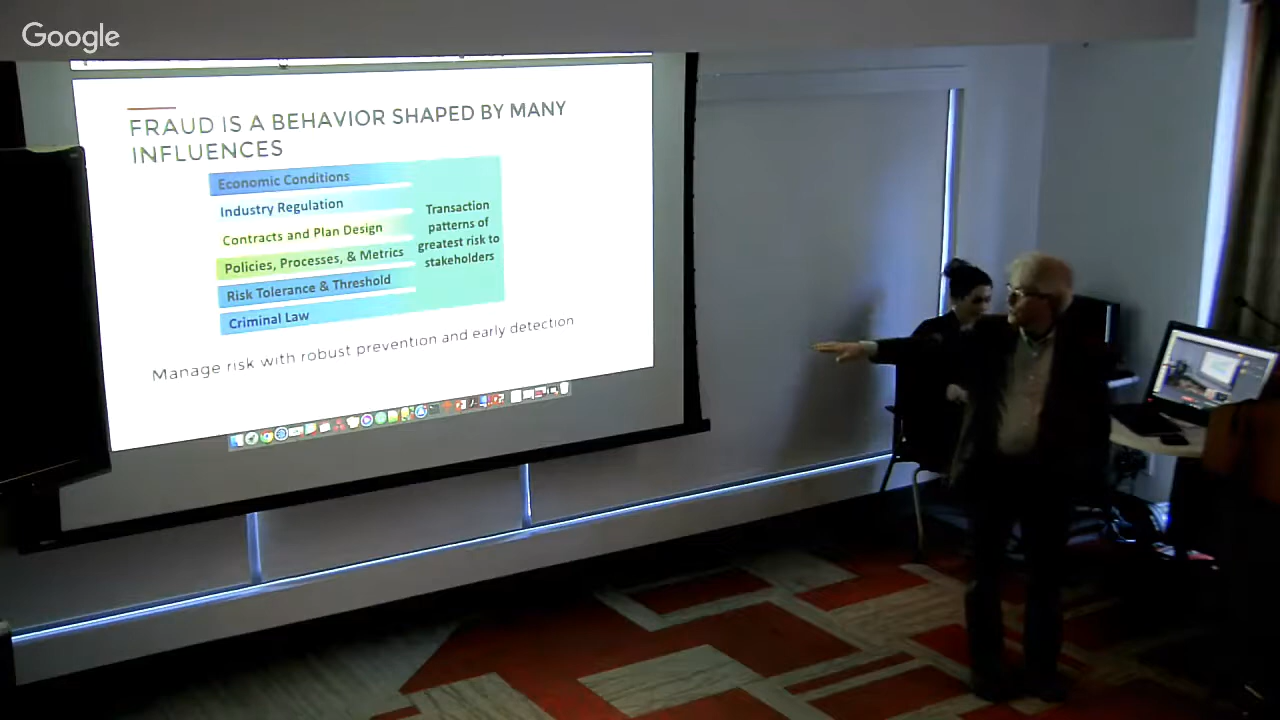 Google
FRAUD IS A BEHAVIOR SHAPED BY MANY
INFLUENCES
Economic Conditions
Industry Regulation
Contracts and Plan Design
Policies, Processes, & Metrics
Risk Tolerance & Threshold
Criminal Law
Transaction
patterns of
greatest risk to
stakeholders
Manage risk with robust prevention and early detection